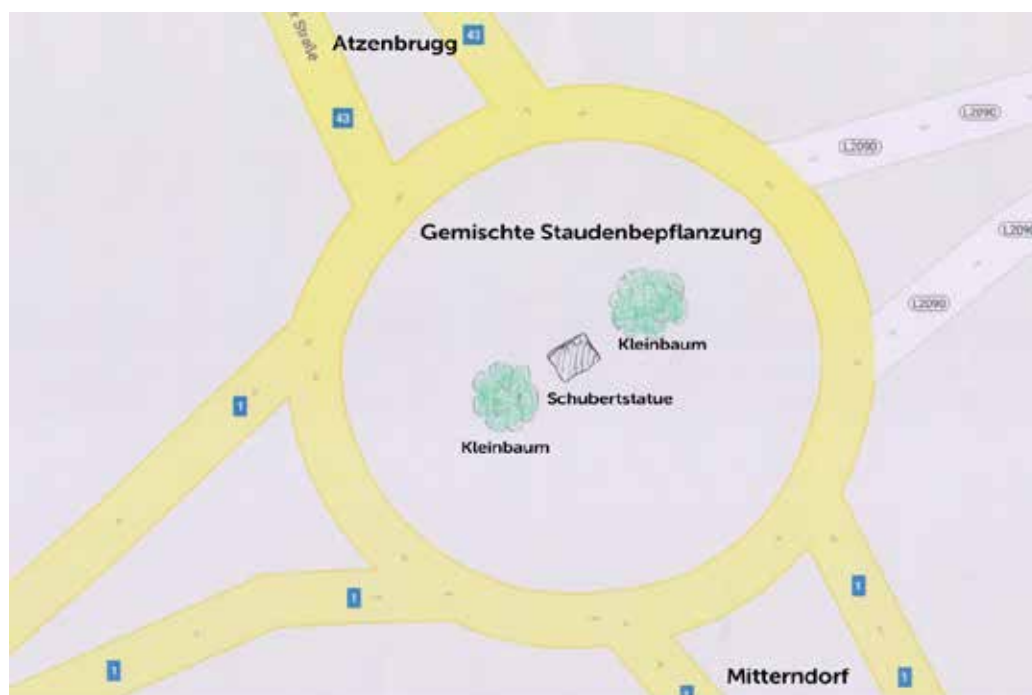 Straße
Atzenbrugg
43
43
L2090
L2090
Gemischte Staudenbepflanzung
L2090
L2090
Kleinbaum
Schubertstatue
1
Kleinbaum
1
1
1
Mitterndorf
1